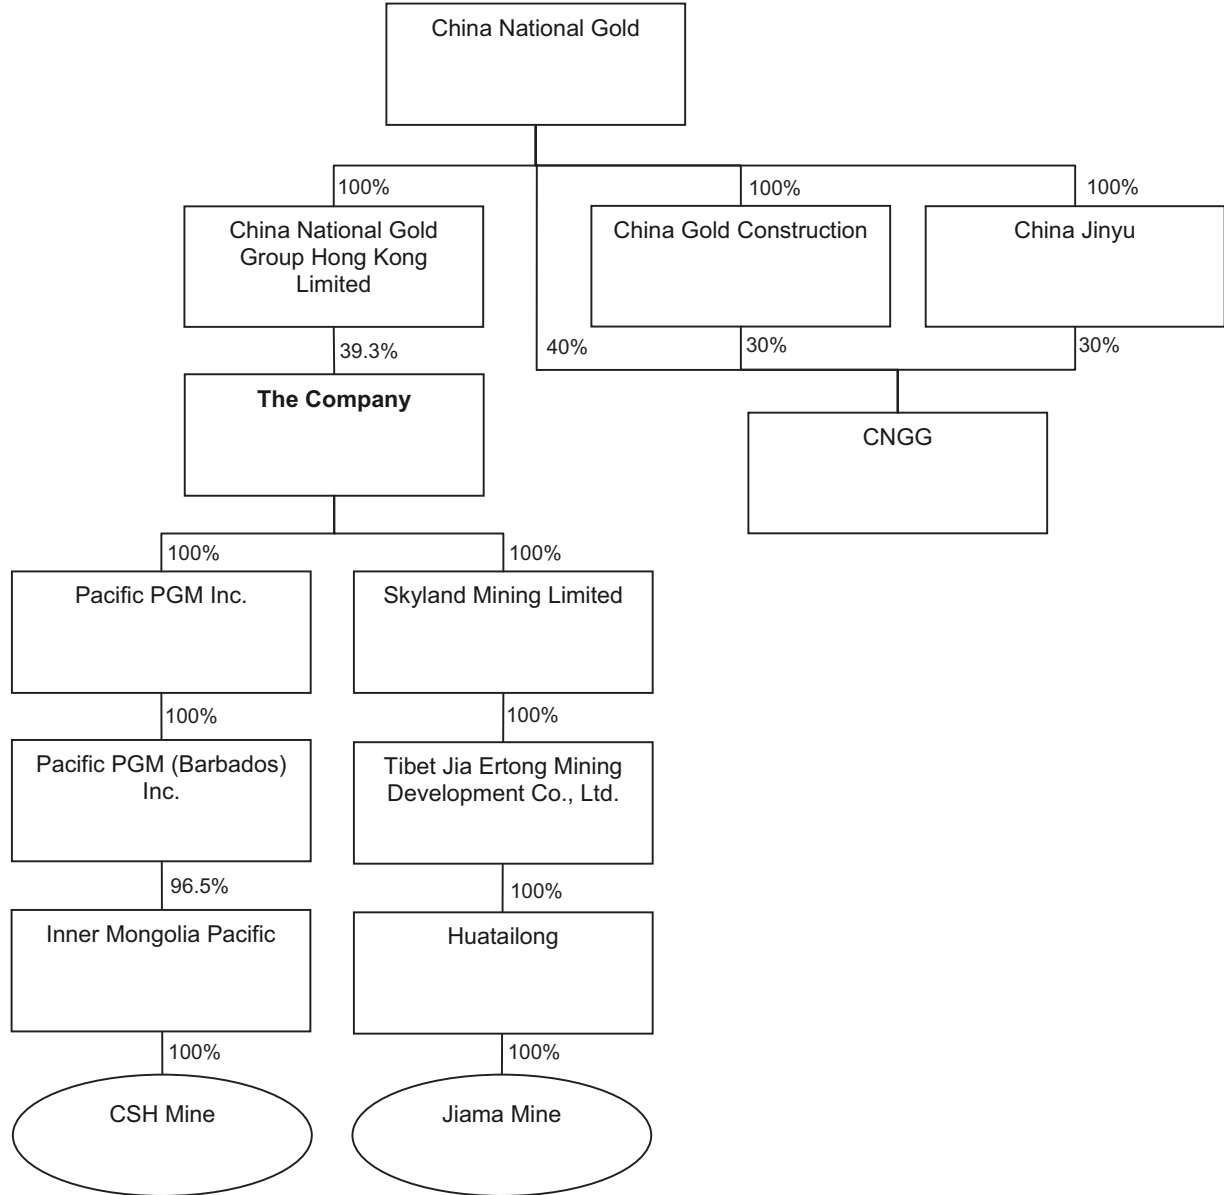 China National Gold
100%
100%
100%
China National Gold
Group Hong Kong
Limited
China Gold Construction
China Jinyu
39.3%
40%
30%
30%
The Company
CNGG
100%
100%
Pacific PGM Inc.
Skyland Mining Limited
100%
100%
Pacific PGM (Barbados)
Inc.
Tibet Jia Ertong Mining
Development Co., Ltd.
96.5%
100%
Inner Mongolia Pacific
Huatailong
100%
100%
CSH Mine
Jiama Mine